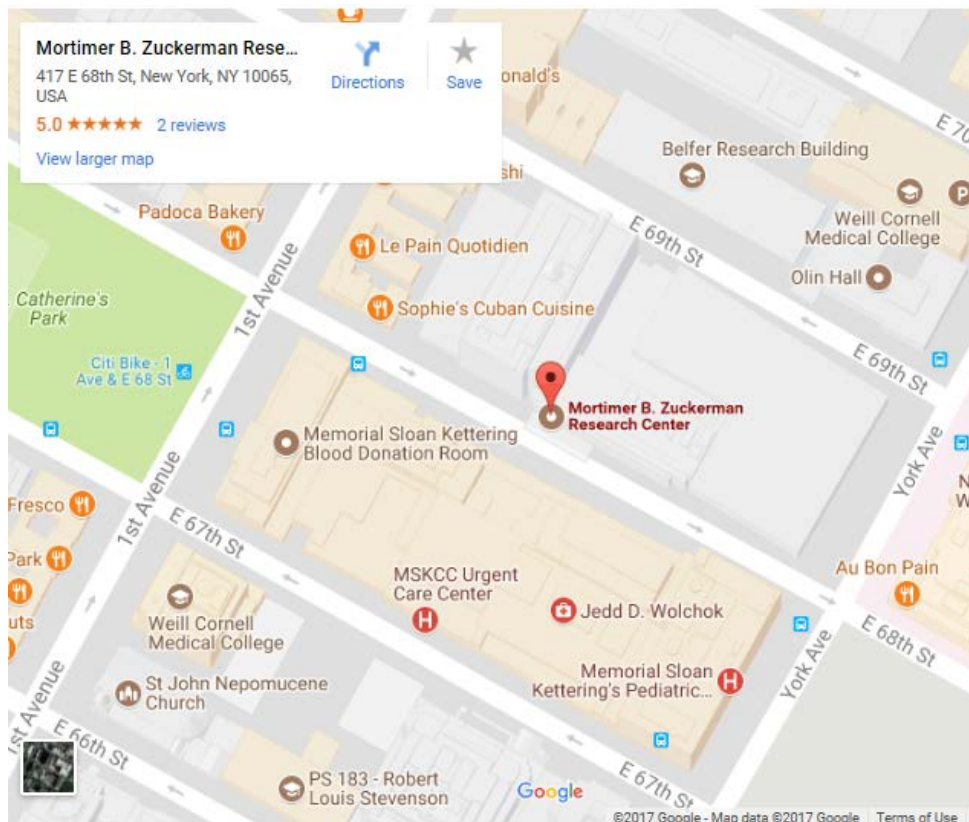 Mortimer B. Zuckerman Rese...
417 E 68th St, New York, NY 10065,
USA
5.0 ★★★★★ 2 reviews
View larger map
Directions
Save
onald's
E 70
Belfer Research Building
shi
Padoca Bakery
Weill Cornell
Medical College
P
E 69th St
Le Pain Quotidien
Olin Hall
Catherine's
Park
1st Avenue
Sophie's Cuban Cuisine
Citi Bike - 1
Ave & E 68 St
E 69th St
Mortimer B. Zuckerman
Research Center
Memorial Sloan Kettering
Blood Donation Room
York Ave
N
W
Fresco
1st Avenue
E 67th St
Park
MSKCC Urgent
Care Center
H
Au Bon Pain
uts
Weill Cornell
Medical College
Jedd D. Wolchok
E 68th St
Memorial Sloan
Kettering's Pediatric...
H
York Ave
St John Nepomucene
Church
1st Avenue
E 66th St
PS 183 - Robert
Louis Stevenson
Google
E 67th St
©2017 Google - Map data ©2017 Google
Terms of Use